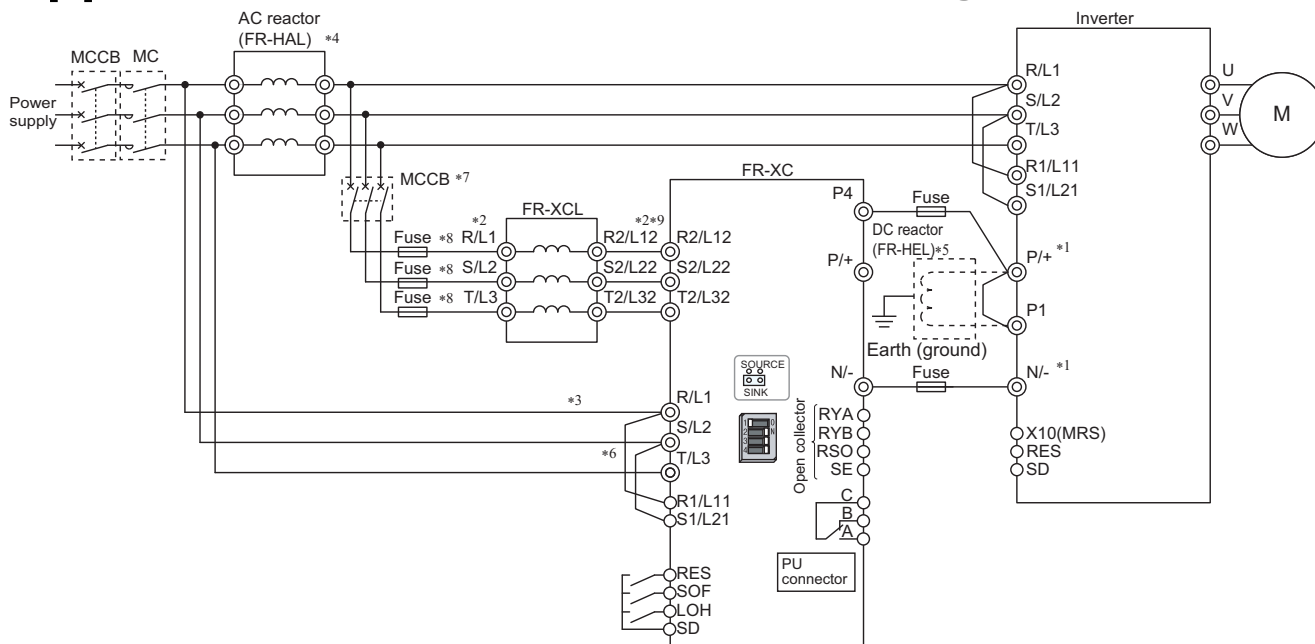 AC reactor
(FR-HAL) *4
Inverter
MCCB MC
R/L1
U
Power
supply
S/L2
V
T/L3
W
M
R1/L11
S1/L21
MCCB *7
FR-XC
P4
Fuse
FR-XCL
*2
*2*9
Fuse *8 R/L1
R2/L12
R2/L12
DC reactor
(FR-HEL)*5
P/+
P/+ *1
Fuse *8 S/L2
S2/L22
S2/L22
Fuse *8 T/L3
T2/L32
T2/L32
P1
Earth (ground)
SOURCE
SINK
N/-
Fuse
N/- *1
*3
R/L1
S/L2
*6
T/L3
R1/L11
S1/L21
1
2
3
4
O
N
Open collector
RYA
RYB
RSO
SE
X10(MRS)
RES
SD
C
B
A
PU
connector
RES
SOF
LOH
SD